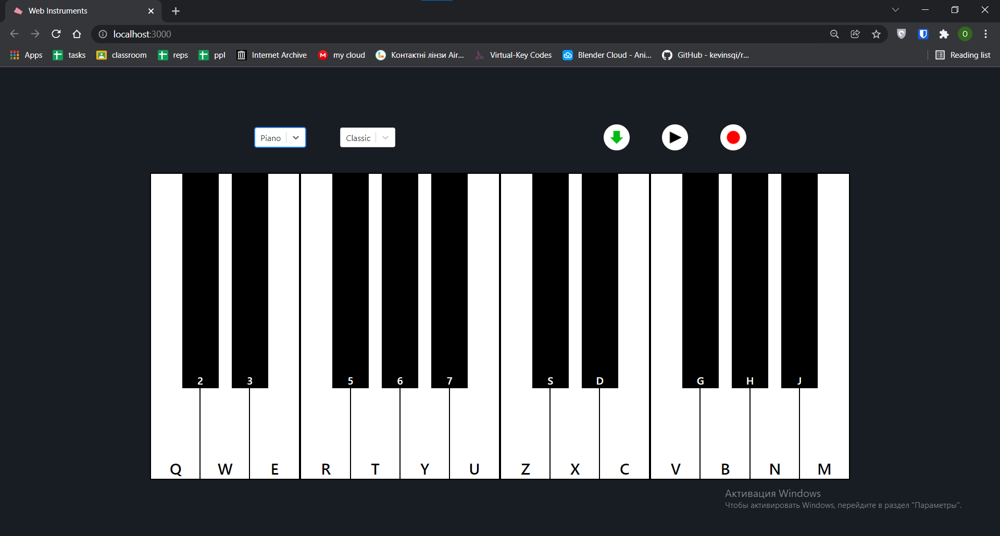 Web Instruments
localhost:3000
O
Apps tasks classroom reps ppl Internet Archive M my cloud Контактні лінзи Air... Virtual-Key Codes Blender Cloud - Ani... GitHub - kevinsqi/r... Reading list
Piano Classic
2 3 5 6 7 S D G H J
Q W E R T Y U Z X C V B N M
Активация Windows
Чтобы активировать Windows, перейдите в раздел "Параметры".